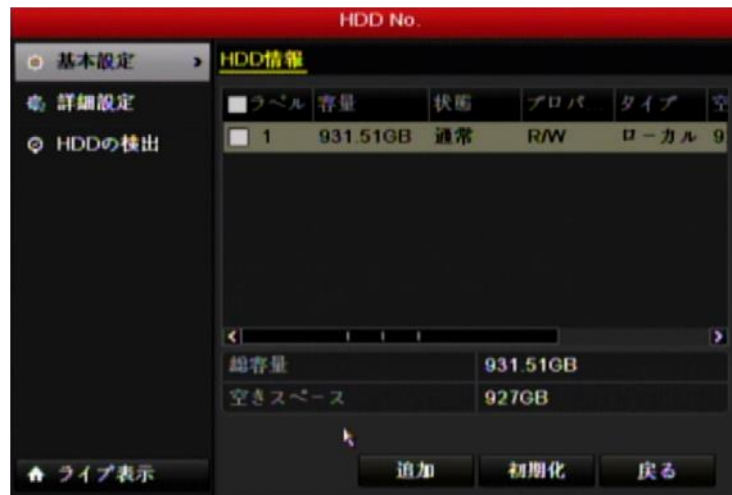 HDD No.
基本設定
詳細設定
HDDの検出
HDD情報
ラベル 容量 状態 プロパ... タイプ 空
1 931.51GB 通常 R/W ローカル 9
総容量 931.51GB
空きスペース 927GB
ライブ表示
追加 初期化 戻る